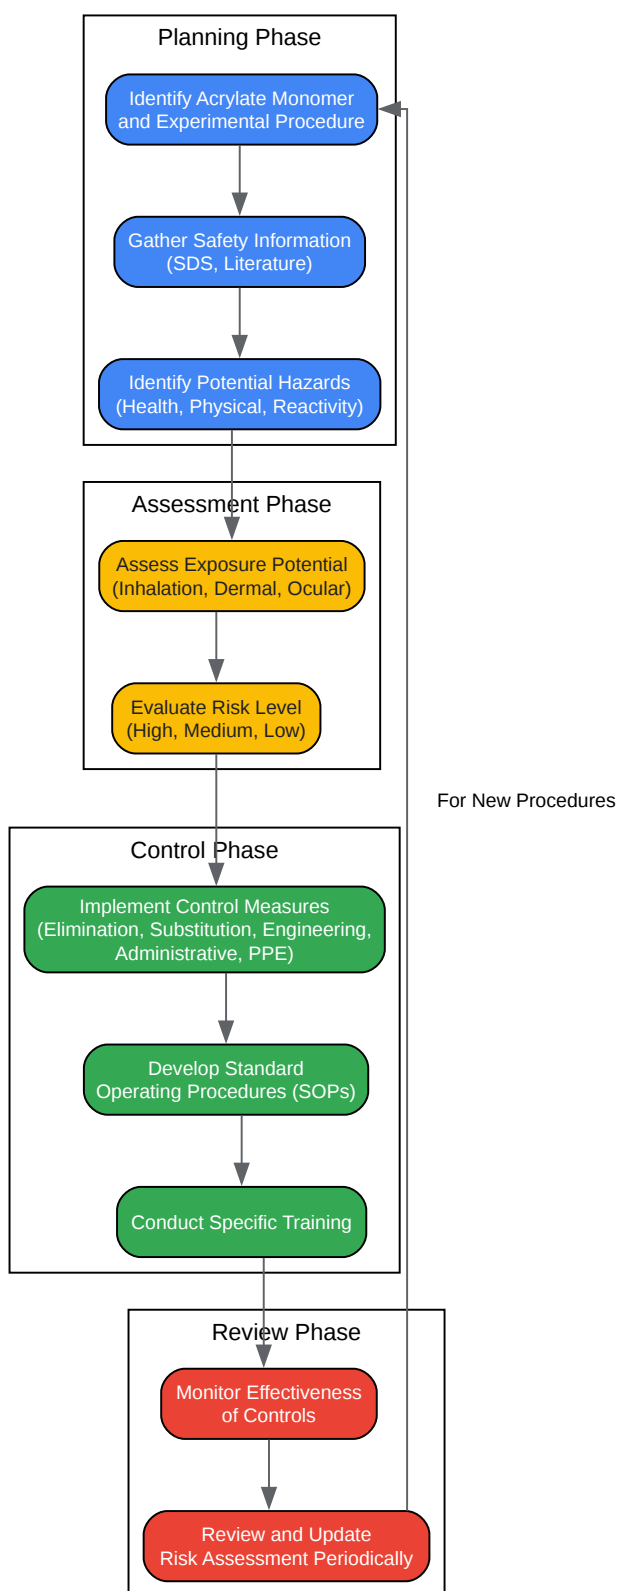 Planning Phase
Identify Acrylate Monomer
and Experimental Procedure
Gather Safety Information
(SDS, Literature)
Identify Potential Hazards
(Health, Physical, Reactivity)
Assessment Phase
Assess Exposure Potential
(Inhalation, Dermal, Ocular)
Evaluate Risk Level
(High, Medium, Low)
For New Procedures
Control Phase
Implement Control Measures
(Elimination, Substitution, Engineering,
Administrative, PPE)
Develop Standard
Operating Procedures (SOPs)
Conduct Specific Training
Review Phase
Monitor Effectiveness
of Controls
Review and Update
Risk Assessment Periodically